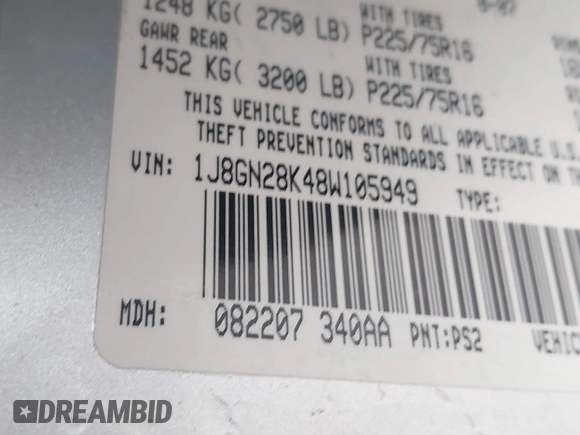 1248 KG( 2750 LB) P225/75R16
WITH TIRES
8-07
GAWR REAR
WITH TIRES
1452 KG( 3200 LB) P225/75R16
THIS VEHICLE CONFORMS TO ALL APPLICABLE U.S.
THEFT PREVENTION STANDARDS IN EFFECT ON
VIN: 1J8GN28K48W105949 TYPE:
MDH: 082207 340AA PNT:PS2
DREAMBID